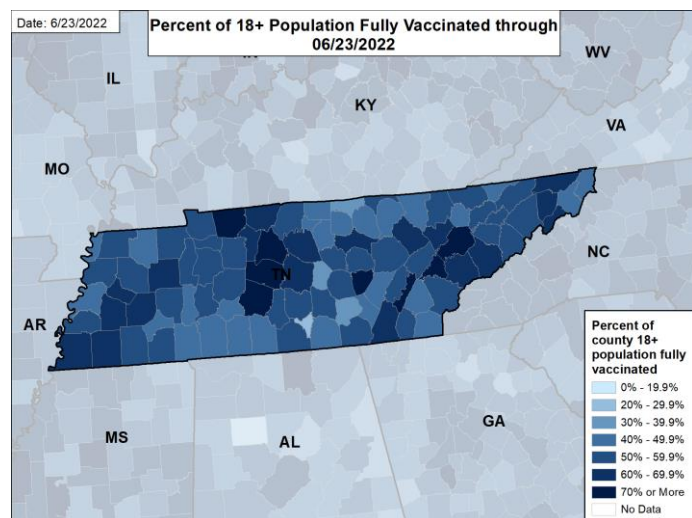 Date: 6/23/2022
Percent of 18+ Population Fully Vaccinated through
06/23/2022
WV
IL
KY
VA
MO
TN
NC
AR
MS
AL
GA
Percent of
county 18+
population fully
vaccinated
0% - 19.9%
20% - 29.9%
30% - 39.9%
40% - 49.9%
50% - 59.9%
60% - 69.9%
70% or More
No Data